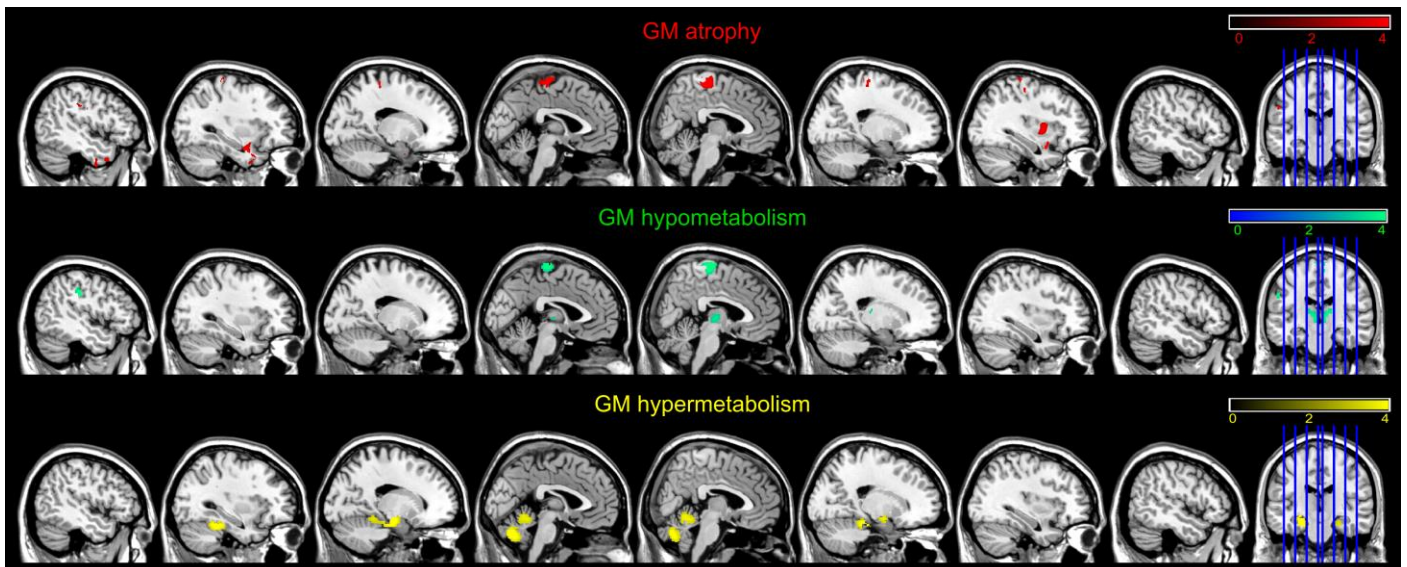 GM atrophy
0 2 4
GM hypometabolism
0 2 4
GM hypermetabolism
0 2 4